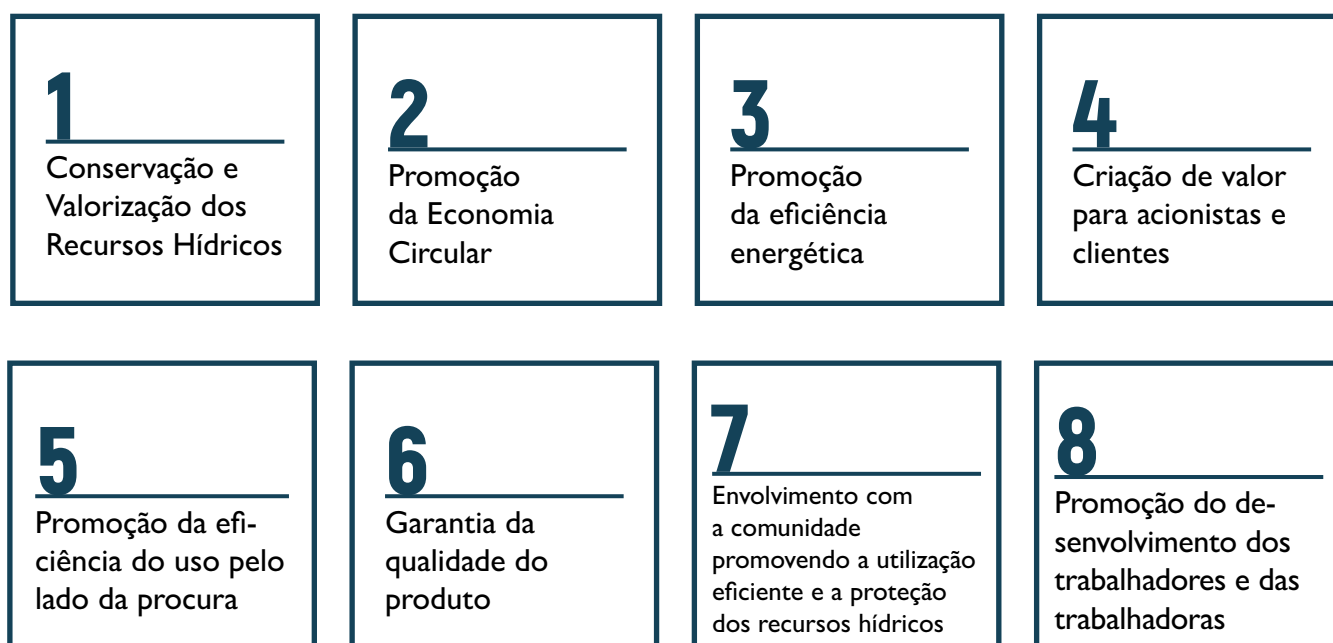 1
Conservação e
Valorização dos
Recursos Hídricos
2
Promoção
da Economia
Circular
3
Promoção
da eficiência
energética
4
Criação de valor
para acionistas e
clientes
5
Promoção da efi-
ciência do uso pelo
lado da procura
6
Garantia da
qualidade do
produto
7
Envolvimento com
a comunidade
promovendo a utilização
eficiente e a proteção
dos recursos hídricos
8
Promoção do de-
senvolvimento dos
trabalhadores e das
trabalhadoras